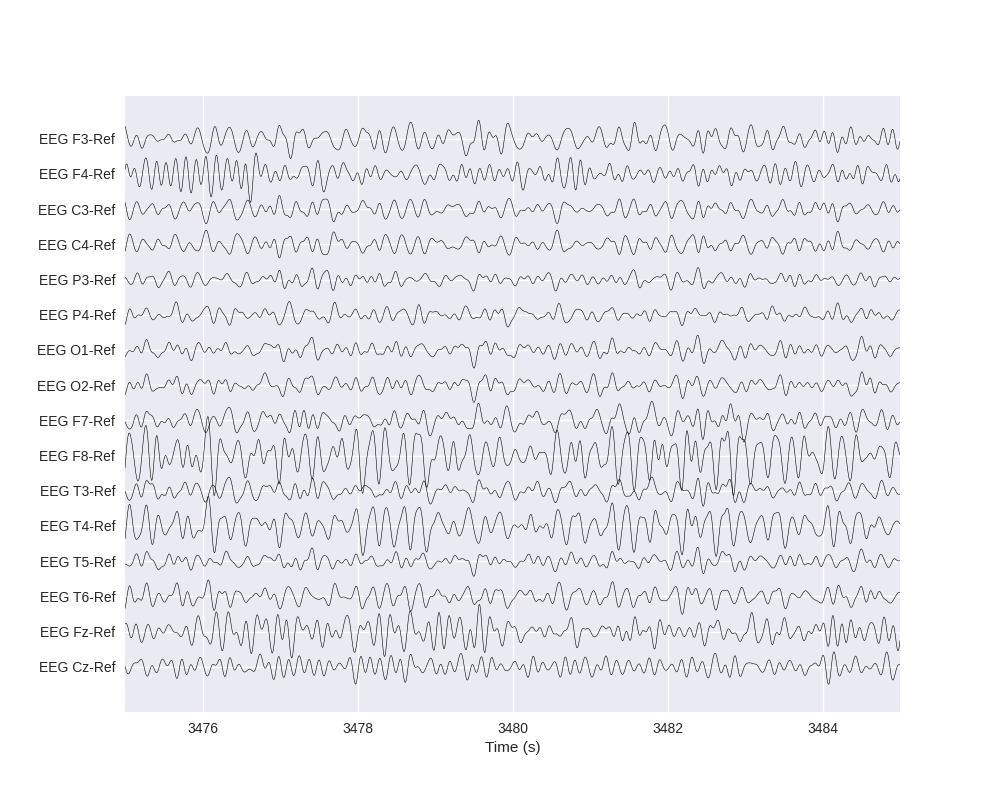 EEG F3-Ref
EEG F4-Ref
EEG C3-Ref
EEG C4-Ref
EEG P3-Ref
EEG P4-Ref
EEG O1-Ref
EEG O2-Ref
EEG F7-Ref
EEG F8-Ref
EEG T3-Ref
EEG T4-Ref
EEG T5-Ref
EEG T6-Ref
EEG Fz-Ref
EEG Cz-Ref
3476 3478 3480 3482 3484
Time (s)